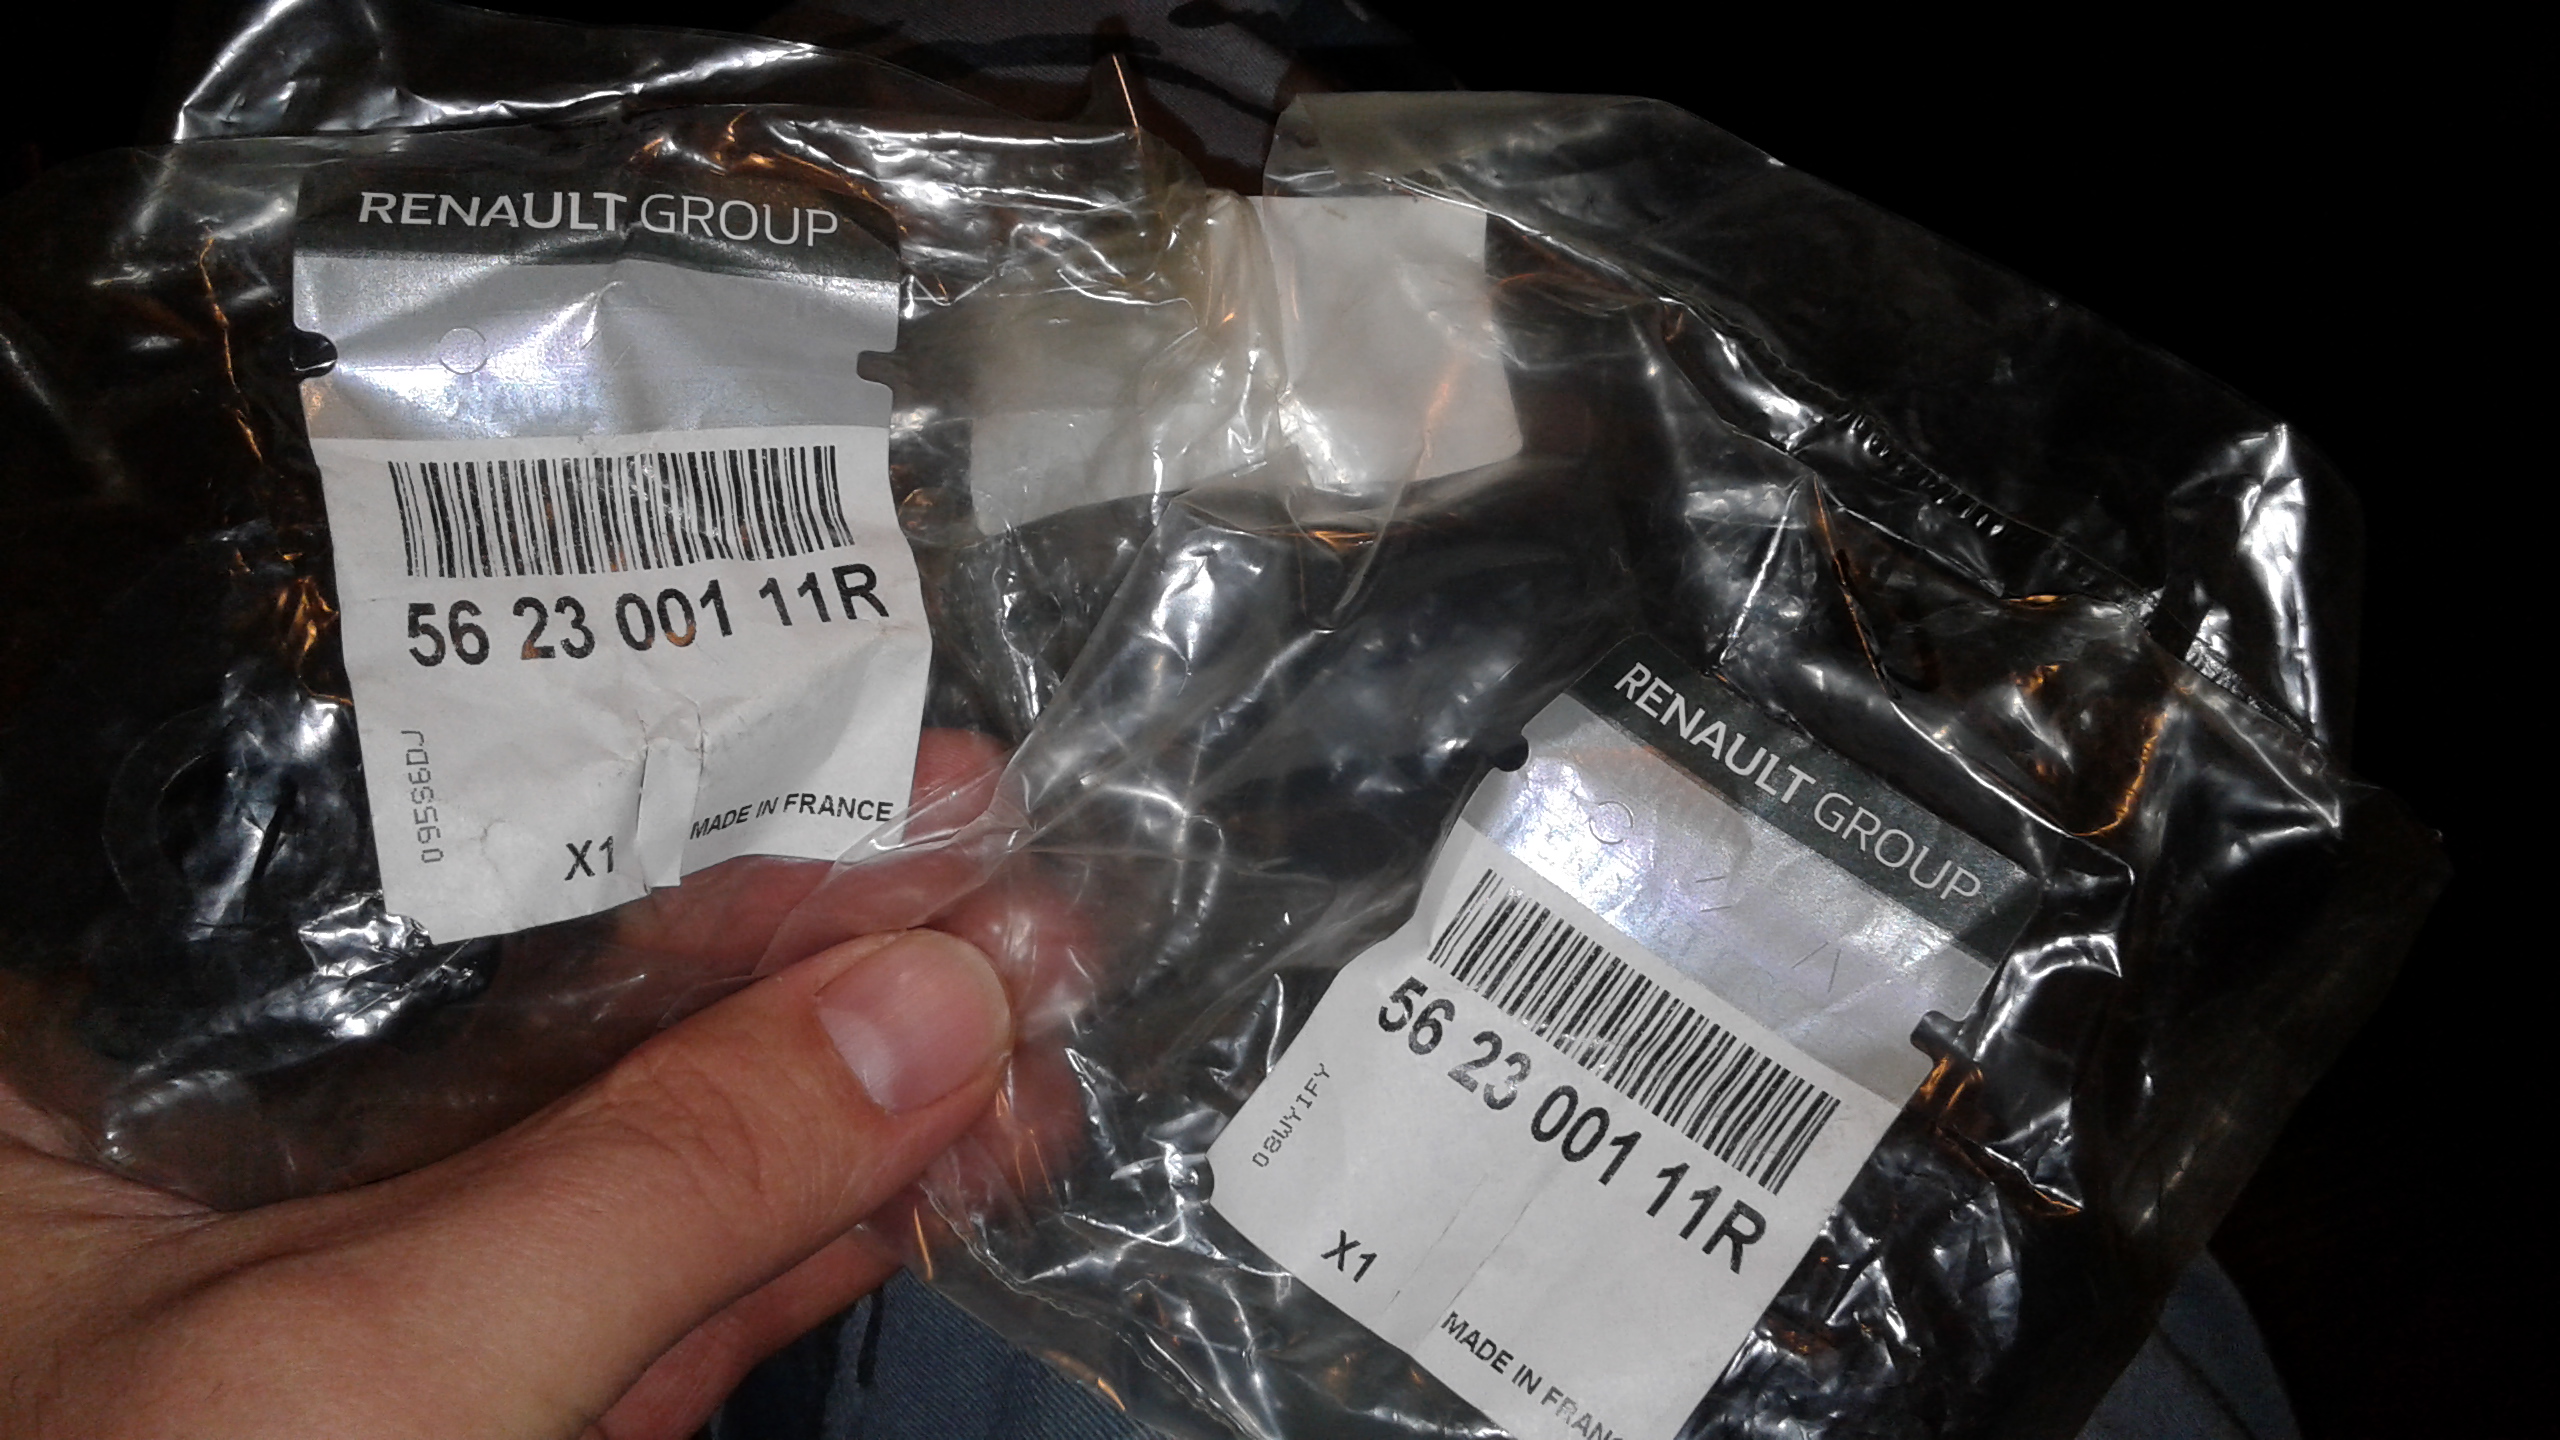 RENAULT GROUP
56 23 001 11R
095S6DJ
X1
MADE IN FRANCE
RENAULT GROUP
56 23 001 11R
08WYIFY
X1
MADE IN FRANC